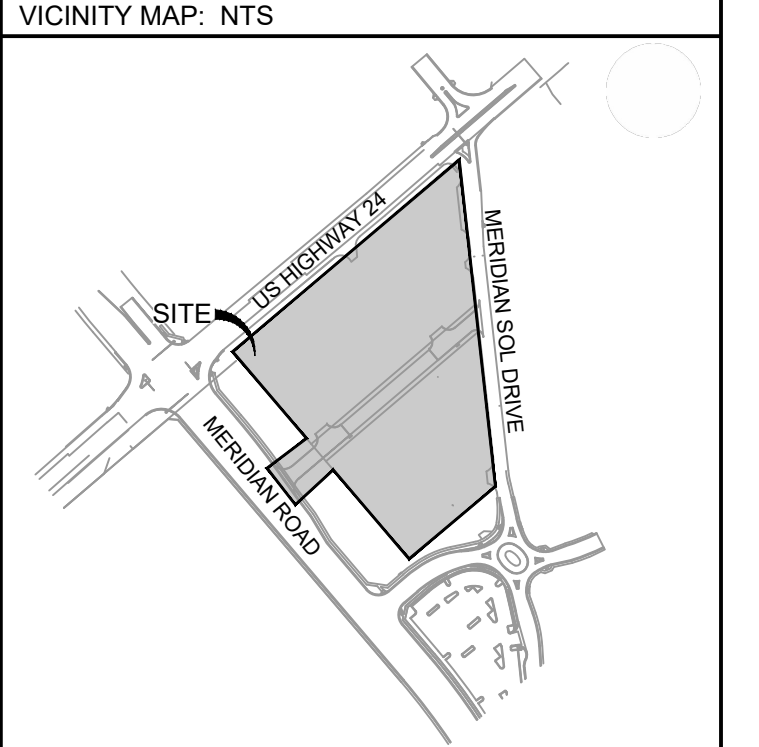 VICINITY MAP: NTS
US HIGHWAY 24
SITE
MERIDIAN SOL DRIVE
MERIDIAN ROAD